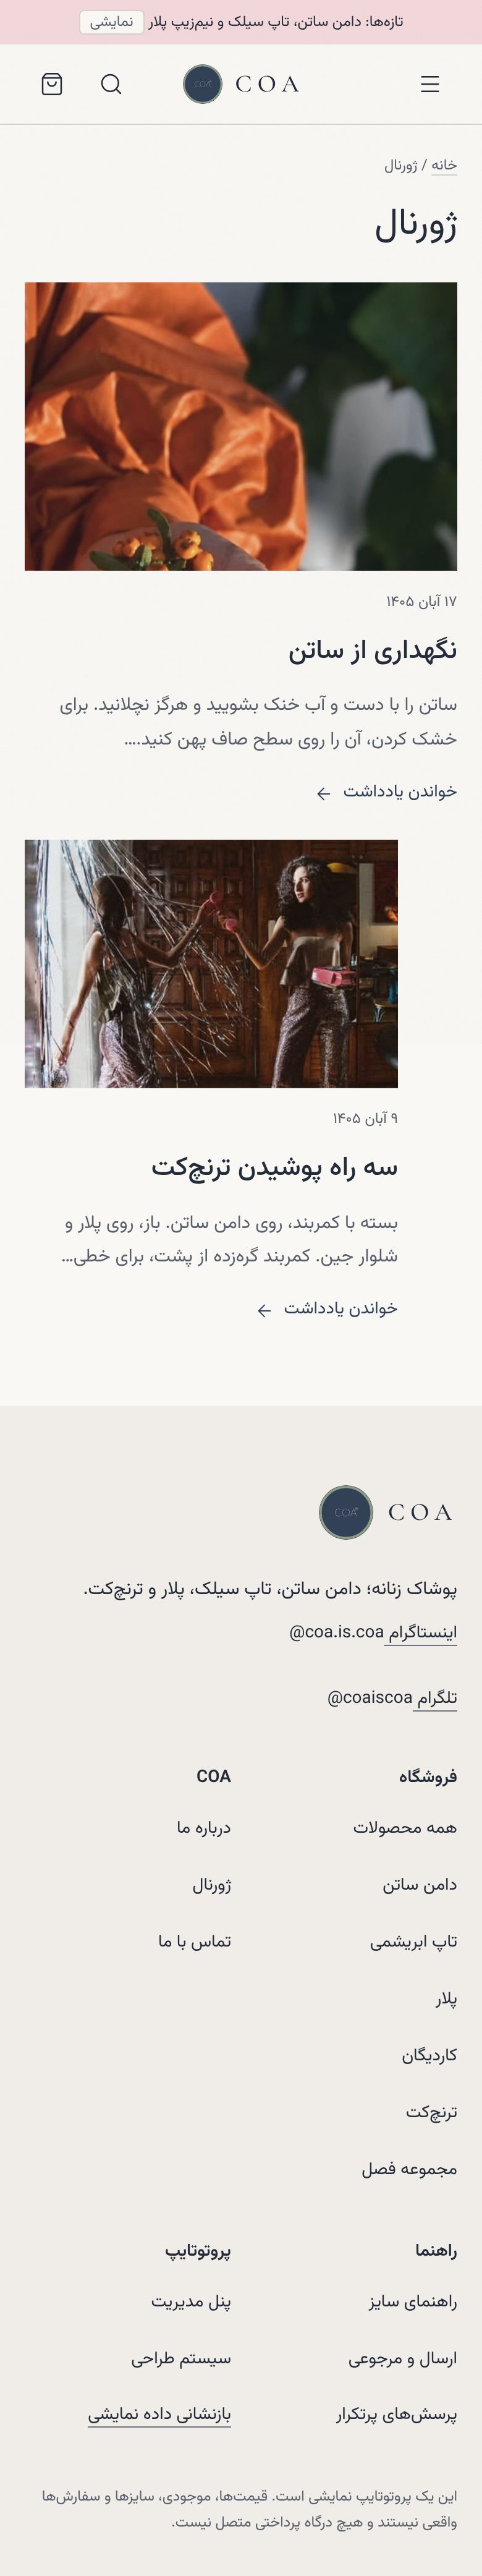 تازه‌ها: دامن ساتن، تاپ سیلک و نیم‌زیپ پلار نمایشی
COA
خانه / ژورنال
ژورنال
۱۷ آبان ۱۴۰۵
نگهداری از ساتن
ساتن را با دست و آب خنک بشویید و هرگز نچلانید. برای
خشک کردن، آن را روی سطح صاف پهن کنید....
خواندن یادداشت
۹ آبان ۱۴۰۵
سه راه پوشیدن ترنچ‌کت
بسته با کمربند، روی دامن ساتن. باز، روی پلار و
شلوار جین. کمربند گره‌زده از پشت، برای خطی...
خواندن یادداشت
COA
COA
پوشاک زنانه؛ دامن ساتن، تاپ سیلک، پلار و ترنچ‌کت.
اینستاگرام @coa.is.coa
تلگرام @coaiscoa
فروشگاه
همه محصولات
دامن ساتن
تاپ ابریشمی
پلار
کاردیگان
ترنچ‌کت
مجموعه فصل
COA
درباره ما
ژورنال
تماس با ما
راهنما
راهنمای سایز
ارسال و مرجوعی
پرسش‌های پرتکرار
پروتوتایپ
پنل مدیریت
سیستم طراحی
بازنشانی داده نمایشی
این یک پروتوتایپ نمایشی است. قیمت‌ها، موجودی، سایزها و سفارش‌ها
واقعی نیستند و هیچ درگاه پرداختی متصل نیست.